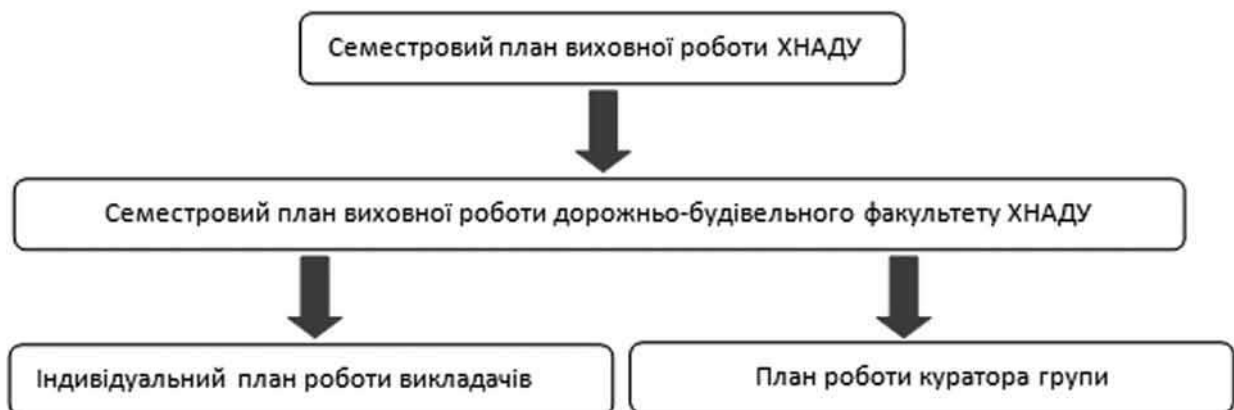 Семестровий план виховної роботи ХНАДУ
Семестровий план виховної роботи дорожньо-будівельного факультету ХНАДУ
Індивідуальний план роботи викладачів
План роботи куратора групи